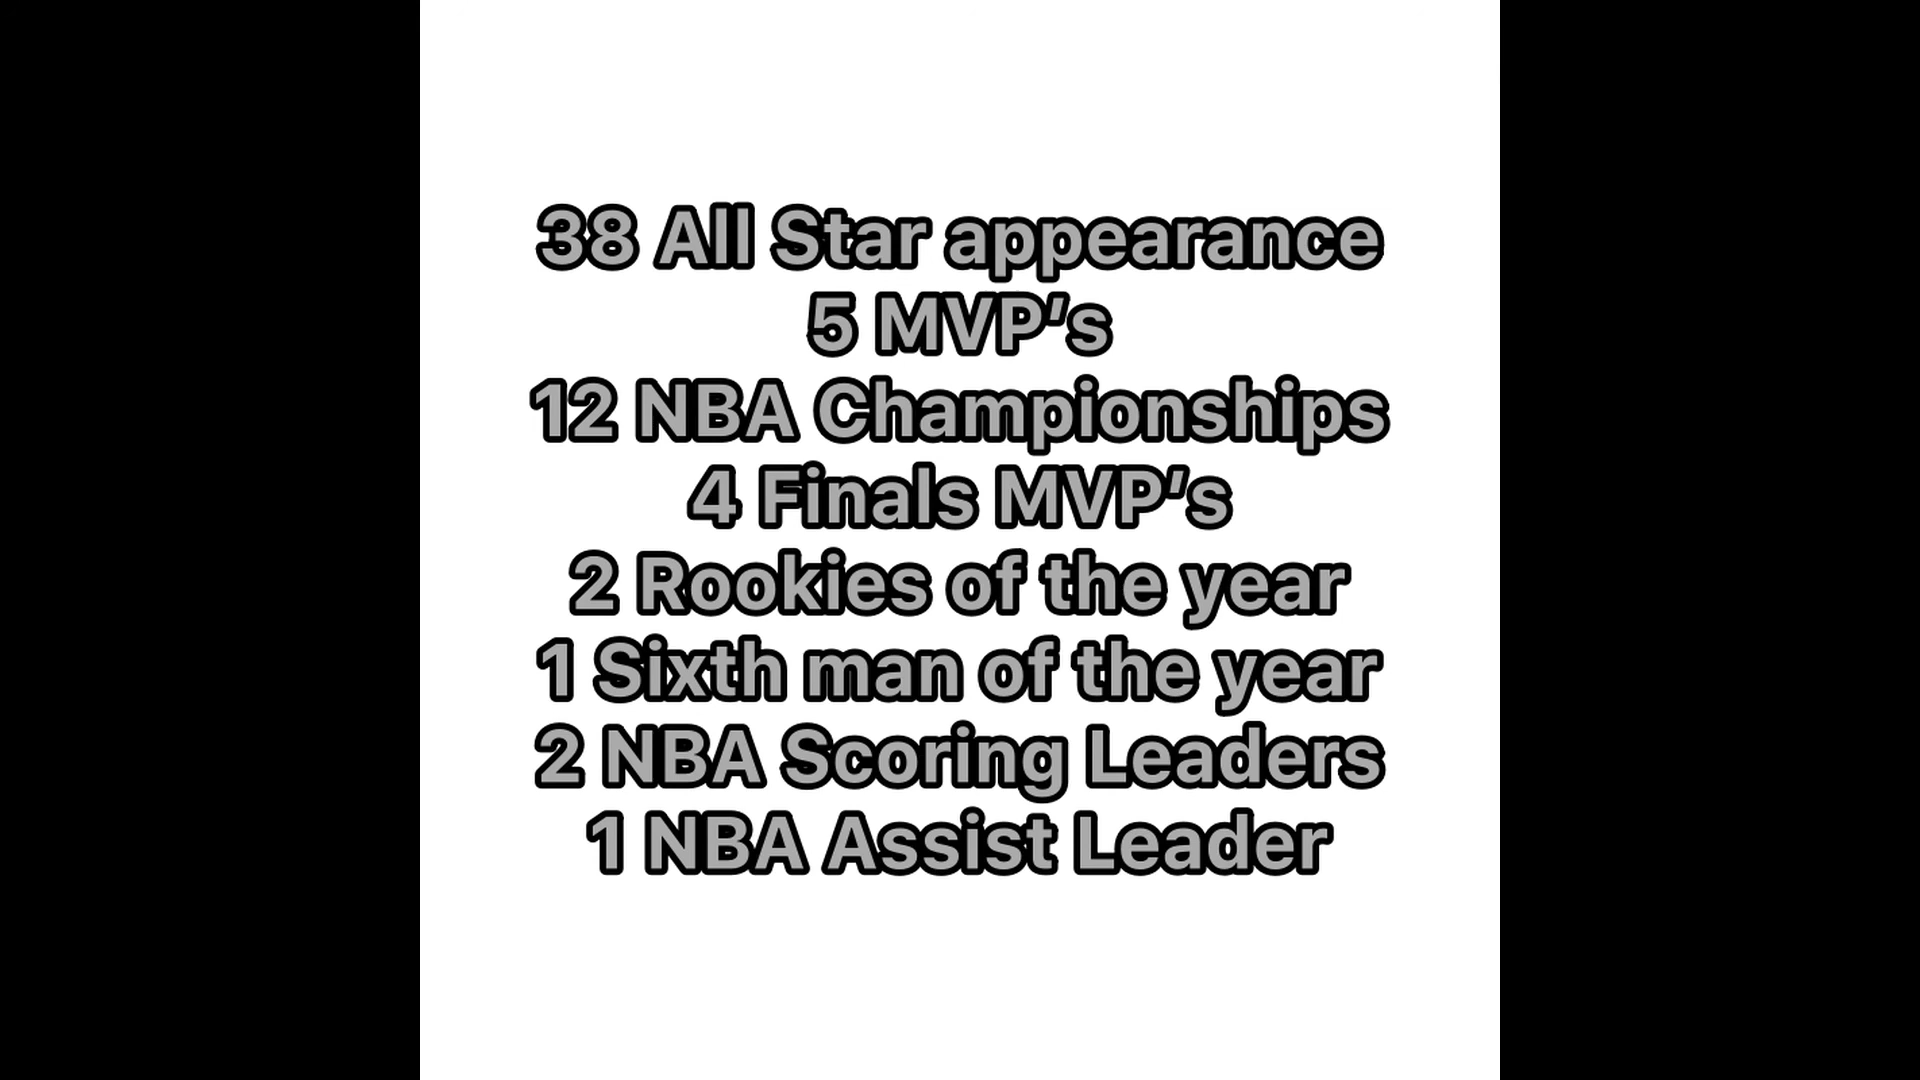 38 All Star appearance
5 MVP’s
12 NBA Championships
4 Finals MVP’s
2 Rookies of the year
1 Sixth man of the year
2 NBA Scoring Leaders
1 NBA Assist Leader